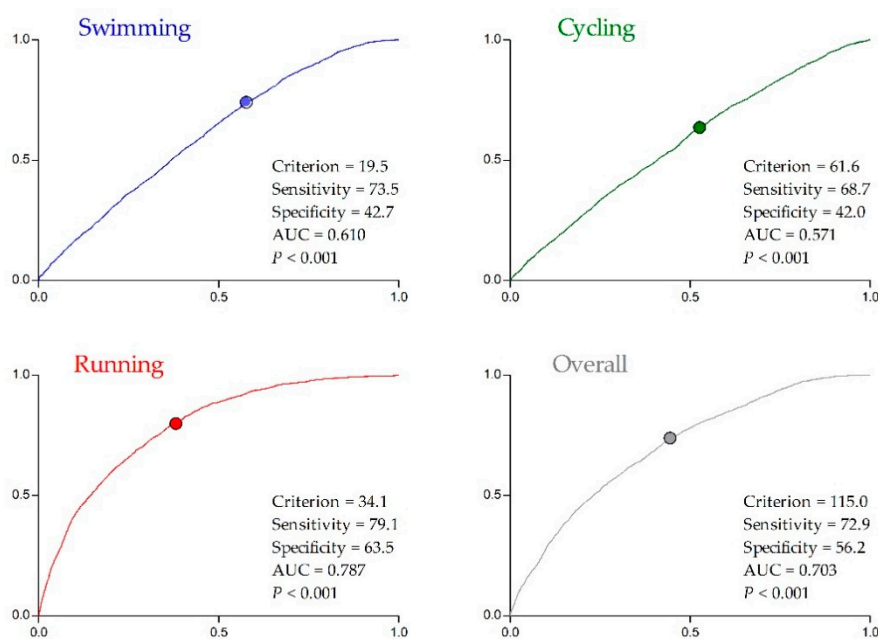 Swimming
1.0
0.5
0.0
0.0
0.5
1.0
Criterion = 19.5
Sensitivity = 73.5
Specificity = 42.7
AUC = 0.610
P < 0.001
Cycling
1.0
0.5
0.0
0.0
0.5
1.0
Criterion = 61.6
Sensitivity = 68.7
Specificity = 42.0
AUC = 0.571
P < 0.001
Running
1.0
0.5
0.0
0.0
0.5
1.0
Criterion = 34.1
Sensitivity = 79.1
Specificity = 63.5
AUC = 0.787
P < 0.001
Overall
1.0
0.5
0.0
0.0
0.5
1.0
Criterion = 115.0
Sensitivity = 72.9
Specificity = 56.2
AUC = 0.703
P < 0.001